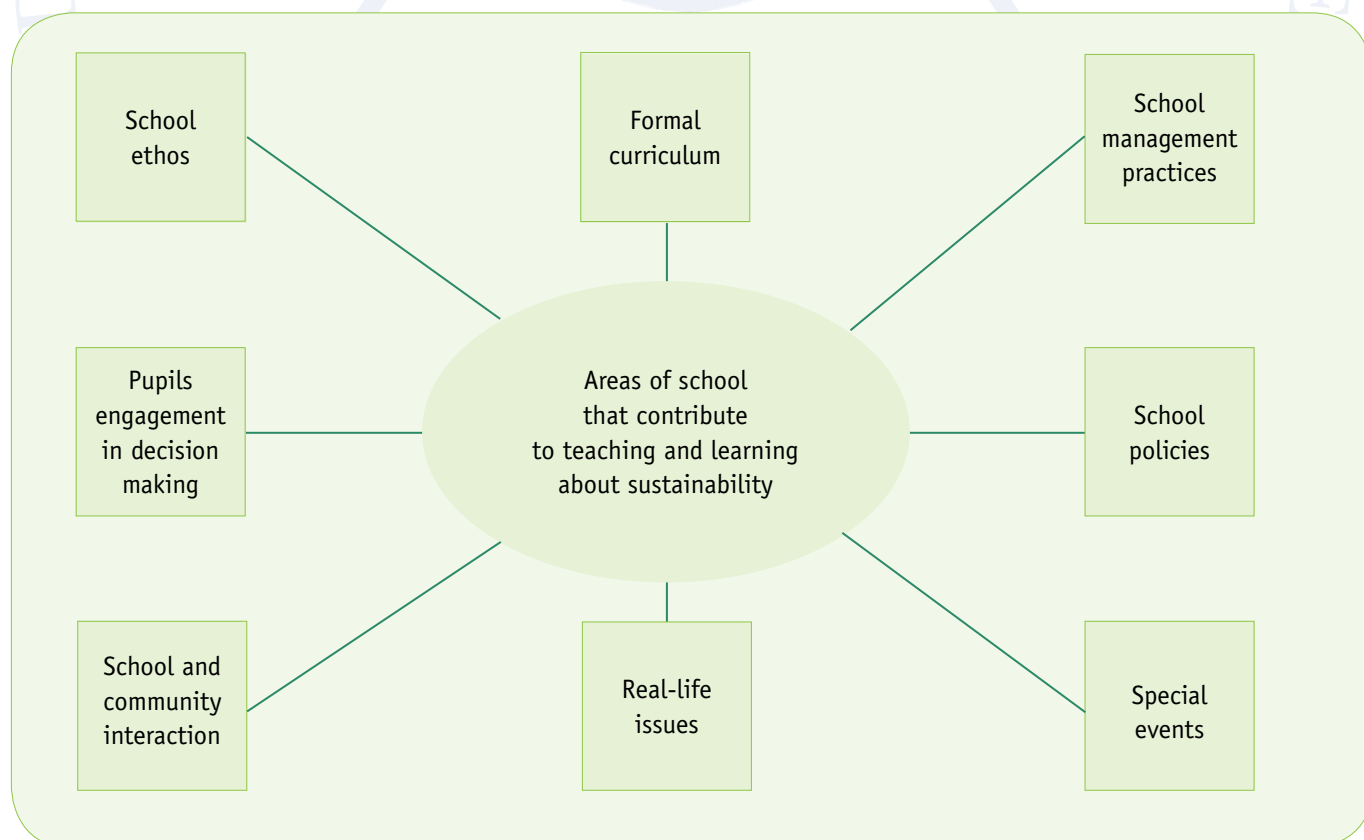 School
ethos
Formal
curriculum
School
management
practices
Pupils
engagement
in decision
making
Areas of school
that contribute
to teaching and learning
about sustainability
School
policies
School and
community
interaction
Real-life
issues
Special
events